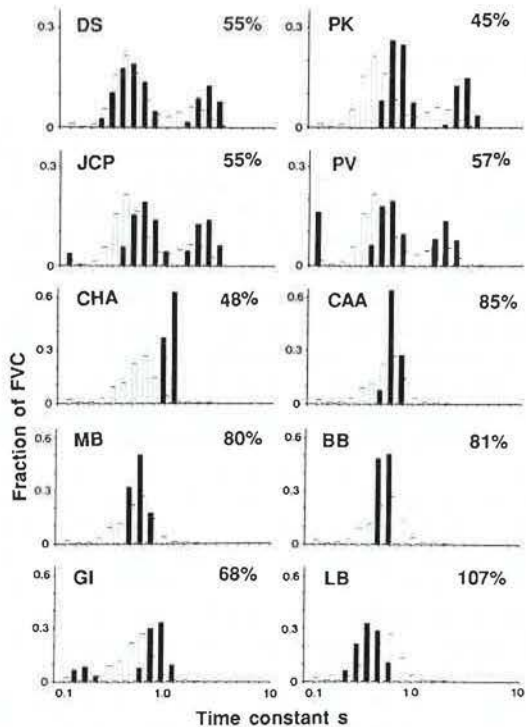 DS 55% PK 45%
0.3 0.3
0 0
JCP 55% PV 57%
0.3 0.3
0 0
CHA 48% CAA 85%
0.6 0.6
0.3 0.3
0 0
MB 80% BB 81%
0.6 0.6
0.3 0.3
0 0
GI 68% LB 107%
0.6 0.6
0.3 0.3
0 0
0.1 1.0 10 0.1 1.0 10
Time constant s
Fraction of FVC